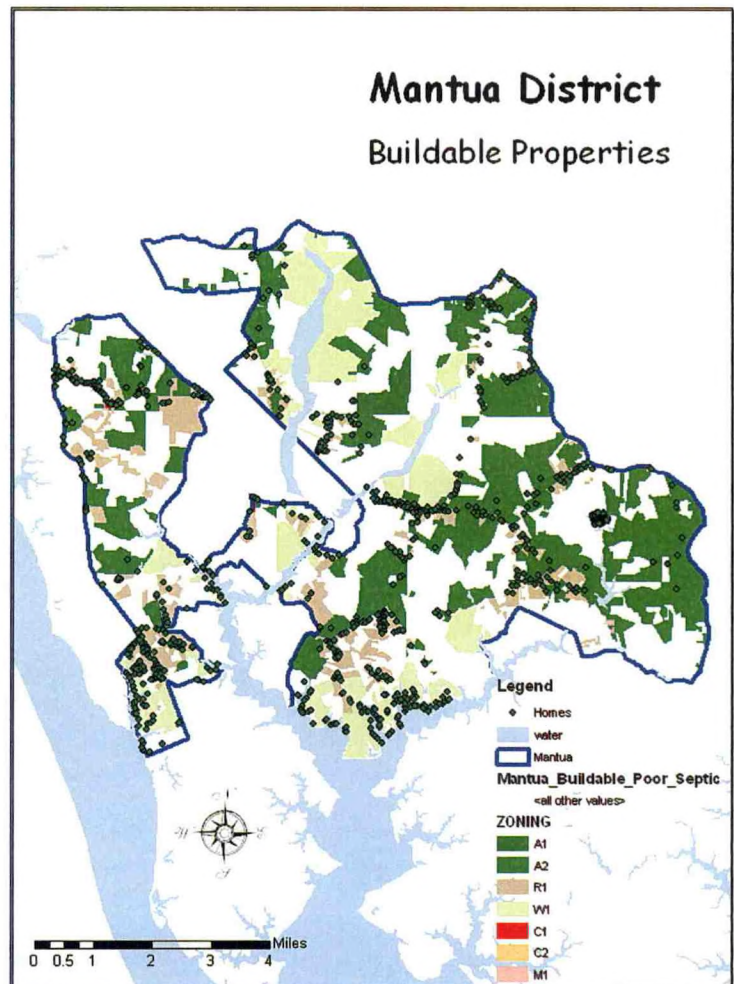 Mantua District
Buildable Properties
Legend
Homes
water
Mantua
Mantua_Buildable_Poor_Septic
<all other values>
ZONING
A1
A2
R1
W1
C1
C2
M1
Miles
0 0.5 1 2 3 4